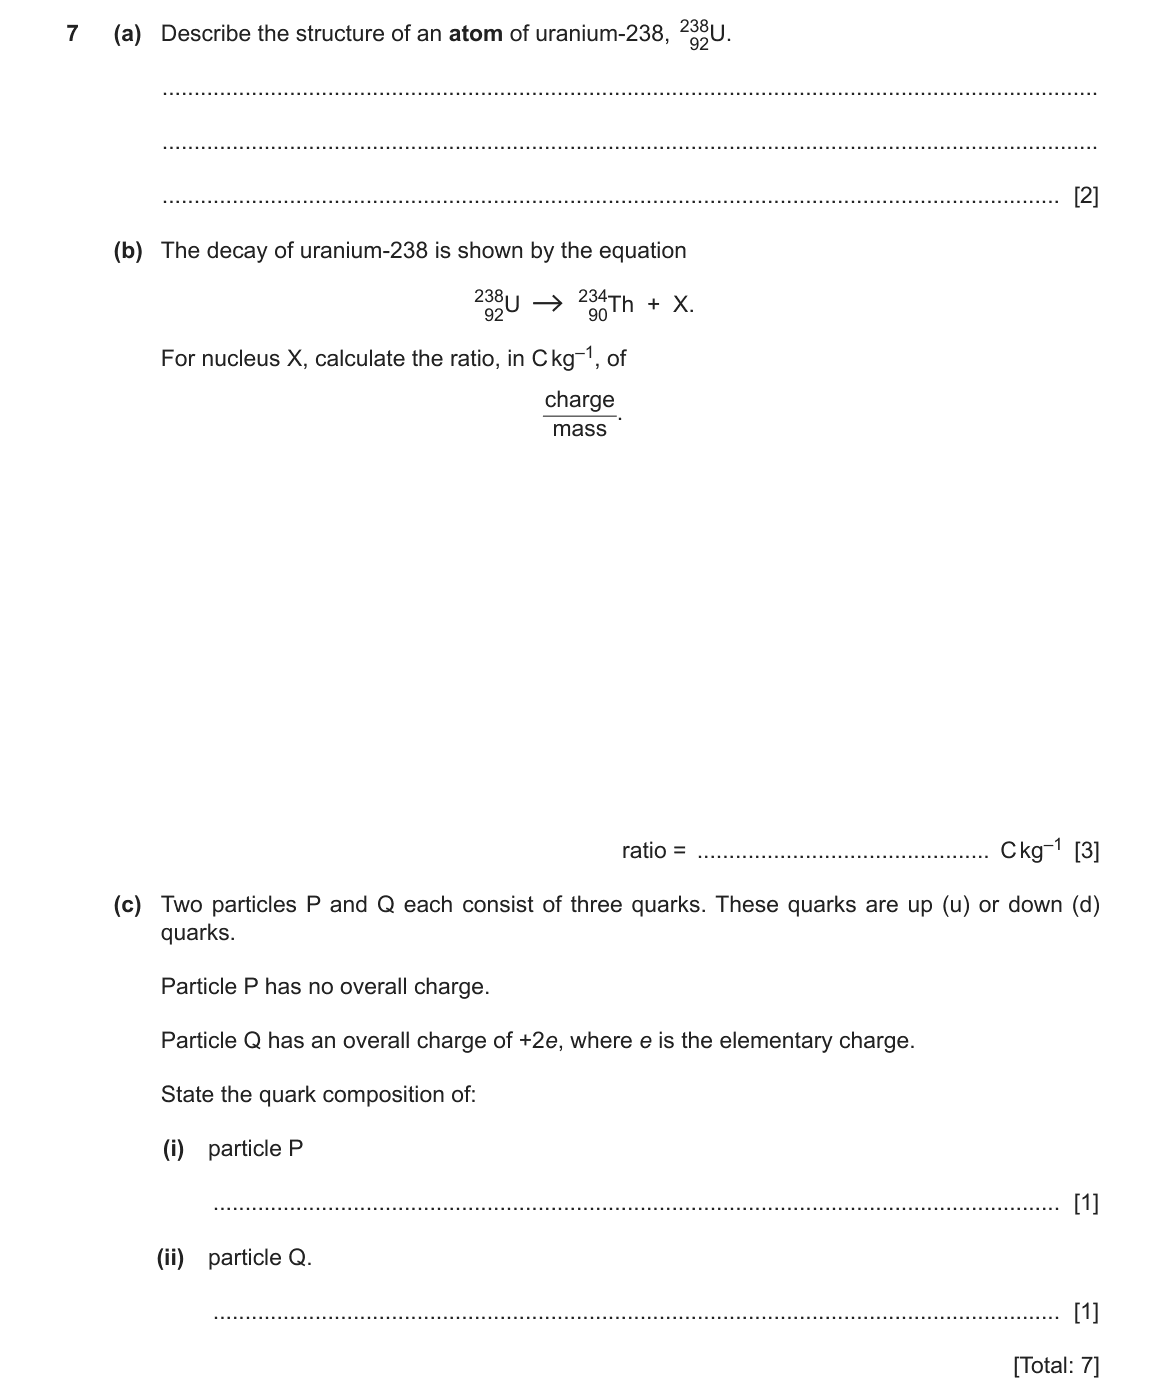 7 (a) Describe the structure of an atom of uranium-238, ²³⁸₉₂U.
................................................................................
................................................................................
................................................................................ [2]
(b) The decay of uranium-238 is shown by the equation
²³⁸₉₂U → ²³⁴₉₀Th + X.
For nucleus X, calculate the ratio, in C kg⁻¹, of
charge
mass.
ratio = ................................................ C kg⁻¹ [3]
(c) Two particles P and Q each consist of three quarks. These quarks are up (u) or down (d)
quarks.
Particle P has no overall charge.
Particle Q has an overall charge of +2e, where e is the elementary charge.
State the quark composition of:
(i) particle P
................................................................................ [1]
(ii) particle Q.
................................................................................ [1]
[Total: 7]